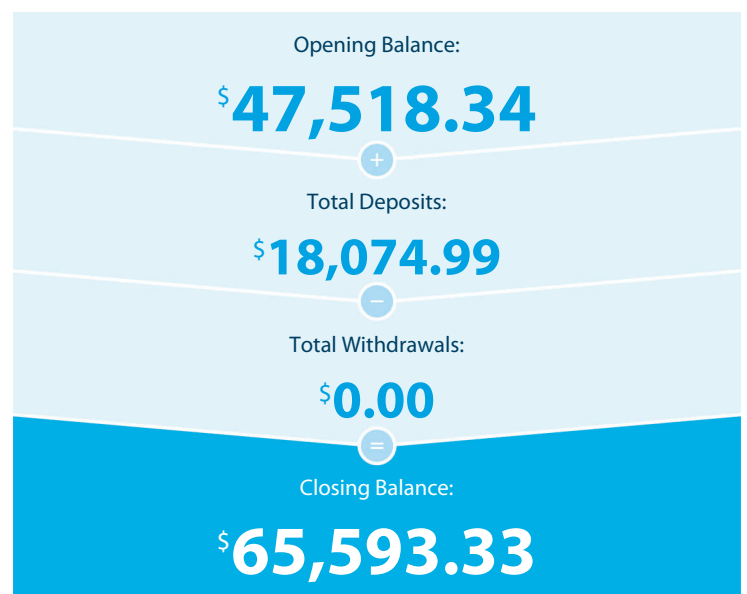 Opening Balance:
$47,518.34
+
Total Deposits:
$18,074.99
−
Total Withdrawals:
$0.00
=
Closing Balance:
$65,593.33